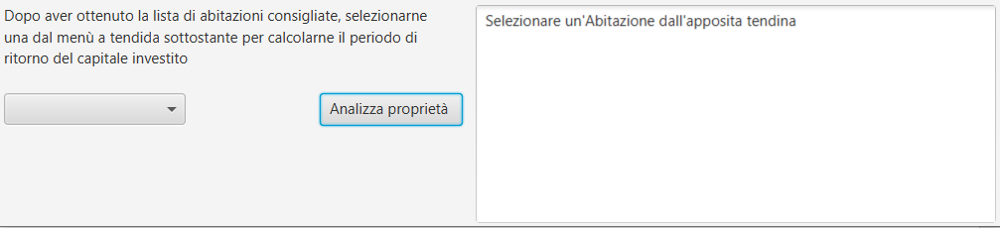 Dopo aver ottenuto la lista di abitazioni consigliate, selezionarne
una dal menù a tendida sottostante per calcolarne il periodo di
ritorno del capitale investito
Analizza proprietà
Selezionare un'Abitazione dall'apposita tendina